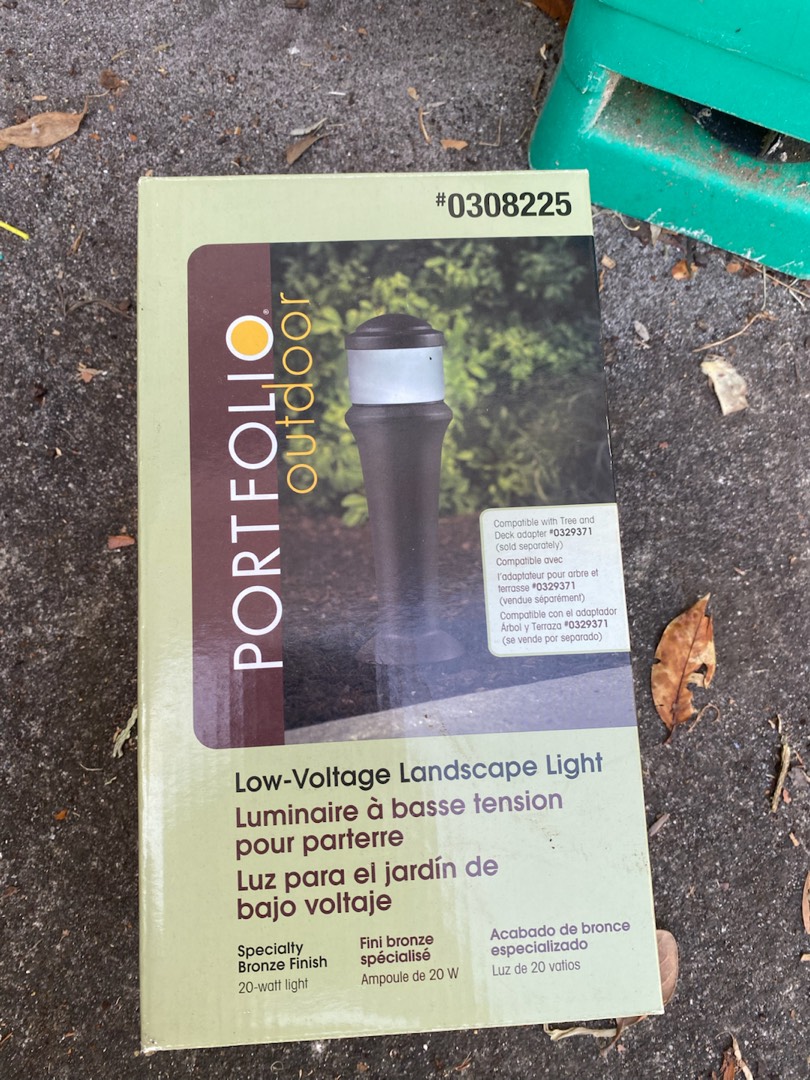 #0308225
PORTFOLIO®
outdoor
Compatible with Tree and
Deck adapter #0329371
(sold separately)
Compatible avec
l'adaptateur pour arbre et
terrasse #0329371
(vendue séparément)
Compatible con el adaptador
Árbol y Terraza #0329371
(se vende por separado)
Low-Voltage Landscape Light
Luminaire à basse tension
pour parterre
Luz para el jardín de
bajo voltaje
Specialty
Bronze Finish
20-watt light
Fini bronze
spécialisé
Ampoule de 20 W
Acabado de bronce
especializado
Luz de 20 vatios